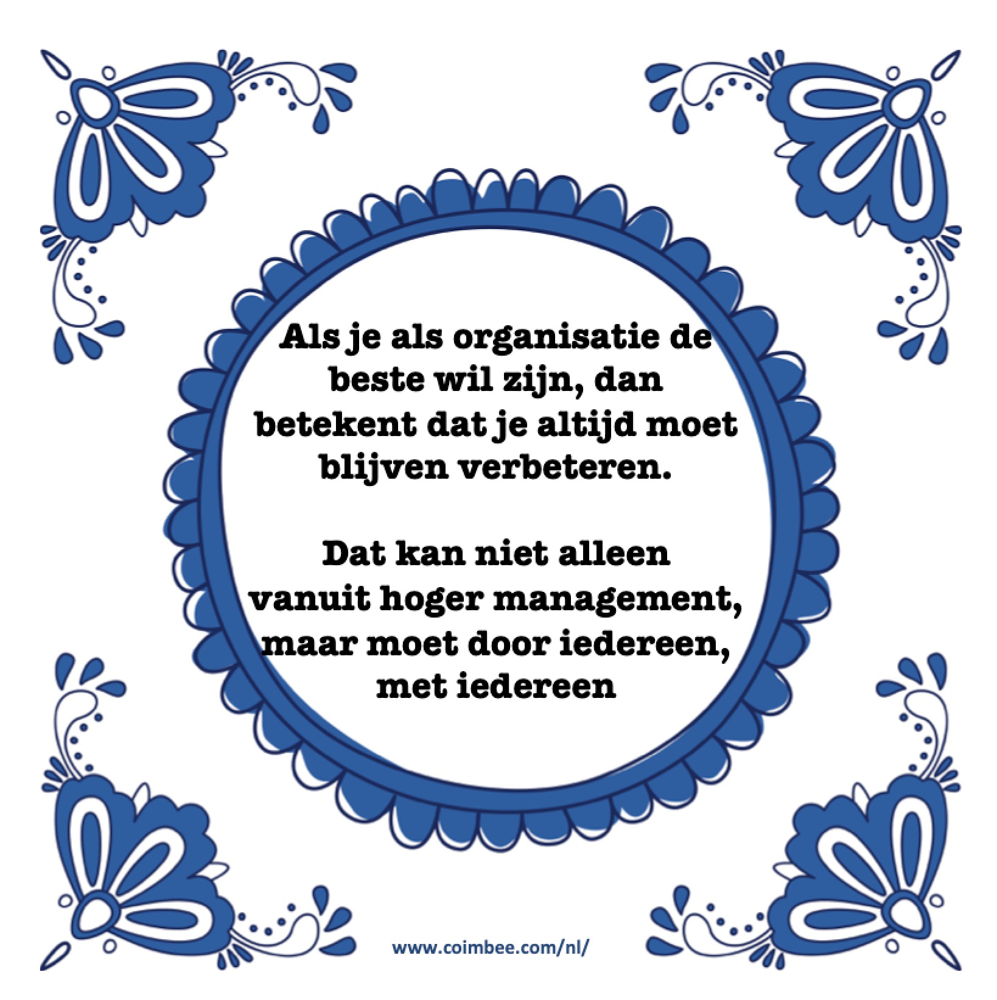 Als je als organisatie de
beste wil zijn, dan
betekent dat je altijd moet
blijven verbeteren.
Dat kan niet alleen
vanuit hoger management,
maar moet door iedereen,
met iedereen
www.coimbee.com/nl/